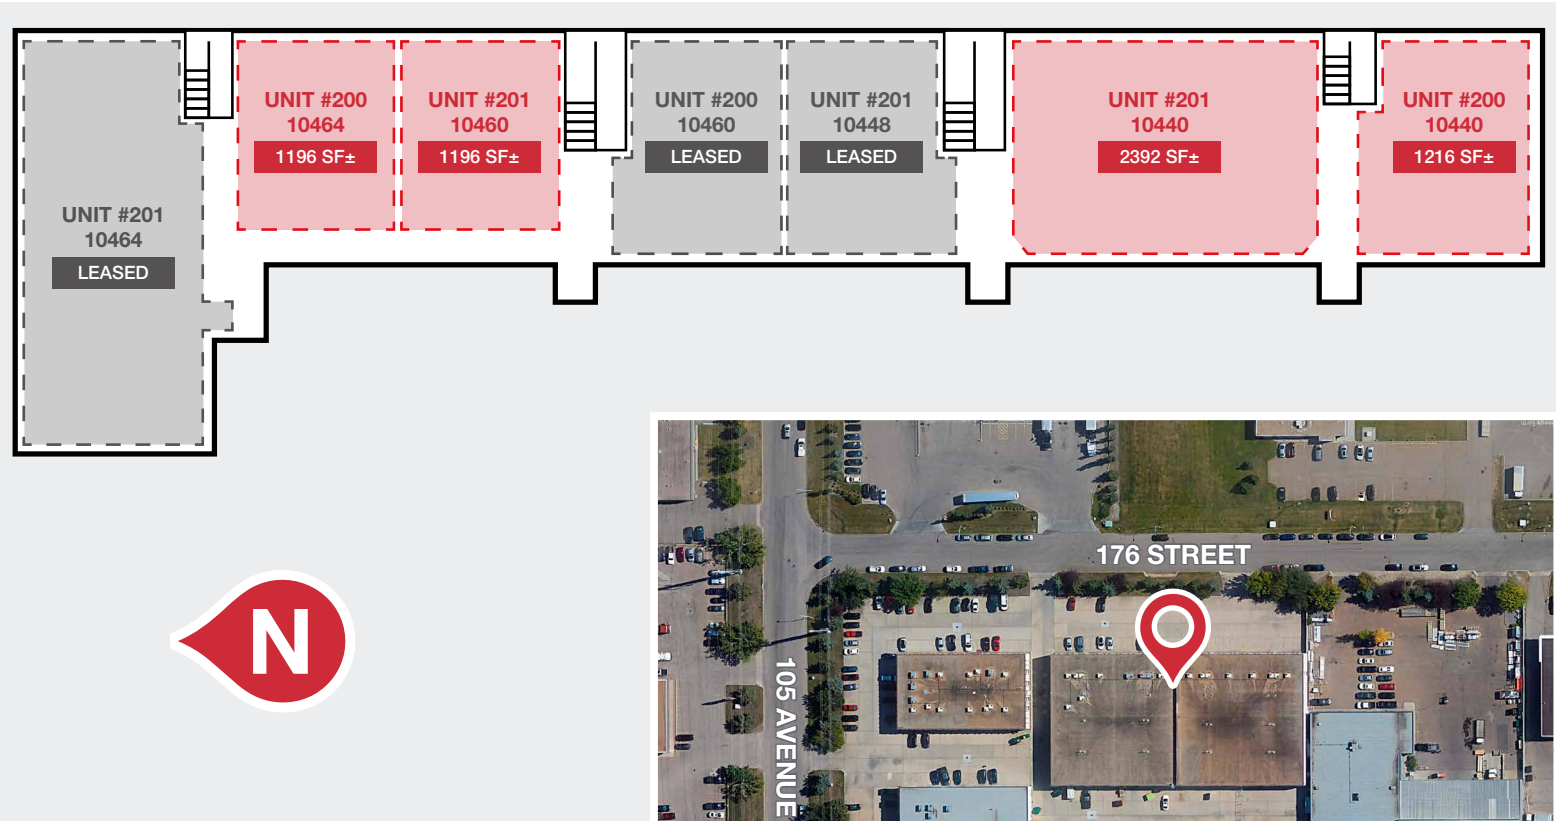 UNIT #201
10464
LEASED
UNIT #200
10464
1196 SF±
UNIT #201
10460
1196 SF±
UNIT #200
10460
LEASED
UNIT #201
10448
LEASED
UNIT #201
10440
2392 SF±
UNIT #200
10440
1216 SF±
N
176 STREET
105 AVENUE